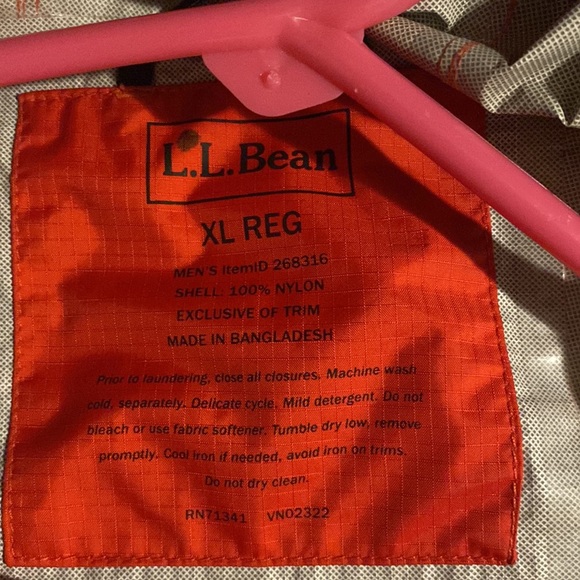 L.L.Bean
XL REG
MEN'S ItemID 268316
SHELL: 100% NYLON
EXCLUSIVE OF TRIM
MADE IN BANGLADESH
Prior to laundering, close all closures. Machine wash
cold, separately. Delicate cycle. Mild detergent. Do not
bleach or use fabric softener. Tumble dry low, remove
promptly. Cool iron if needed, avoid iron on trims.
Do not dry clean.
RN71341 VN02322